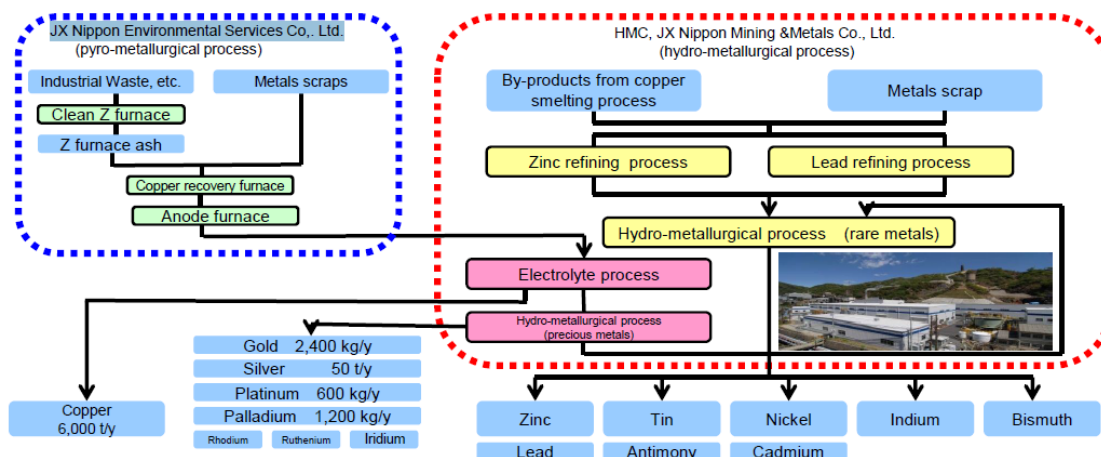 JX Nippon Environmental Services Co,. Ltd.
(pyro-metallurgical process)
Industrial Waste, etc.
Metals scraps
Clean Z furnace
Z furnace ash
Copper recovery furnace
Anode furnace
HMC, JX Nippon Mining &Metals Co., Ltd.
(hydro-metallurgical process)
By-products from copper
smelting process
Metals scrap
Zinc refining process
Lead refining process
Hydro-metallurgical process (rare metals)
Electrolyte process
Hydro-metallurgical process
(precious metals)
Gold 2,400 kg/y
Silver 50 t/y
Platinum 600 kg/y
Palladium 1,200 kg/y
Rhodium
Ruthenium
Iridium
Copper
6,000 t/y
Zinc
Tin
Nickel
Indium
Bismuth
Lead
Antimony
Cadmium